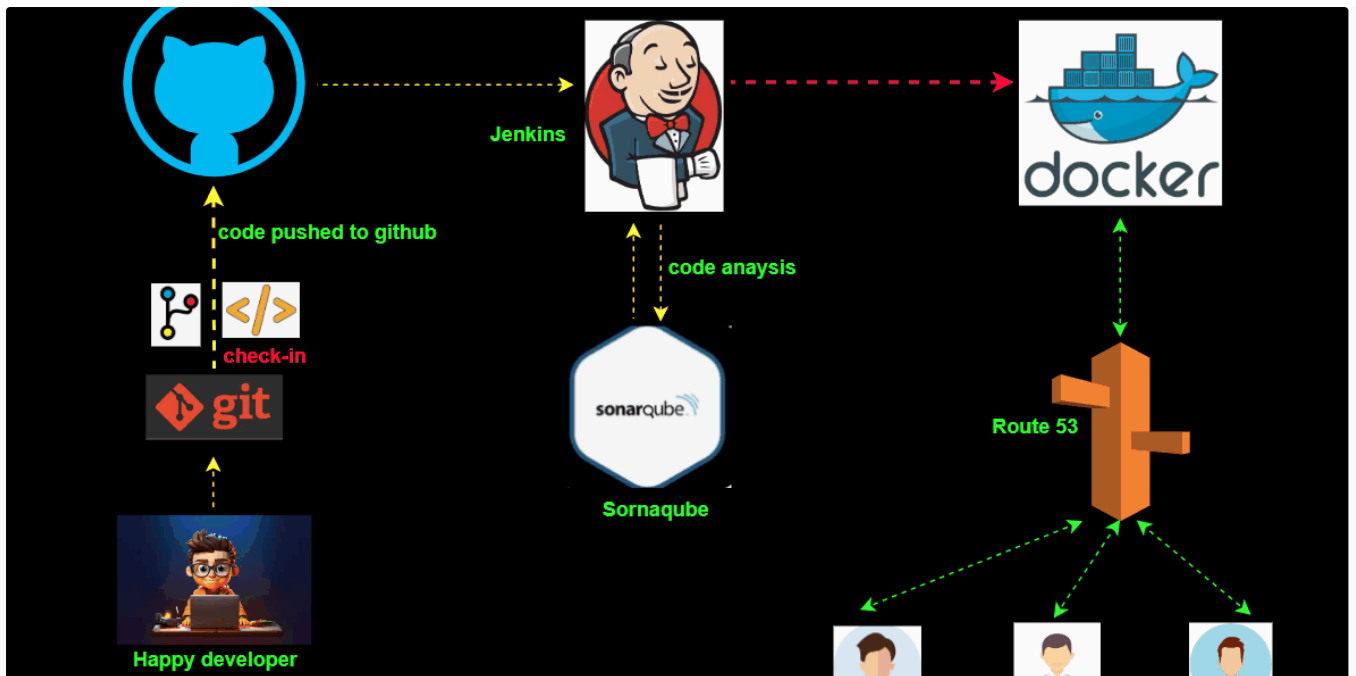 Jenkins
docker
code pushed to github
code anaysis
</>
check-in
git
sonarqube
Route 53
Sornaqube
Happy developer